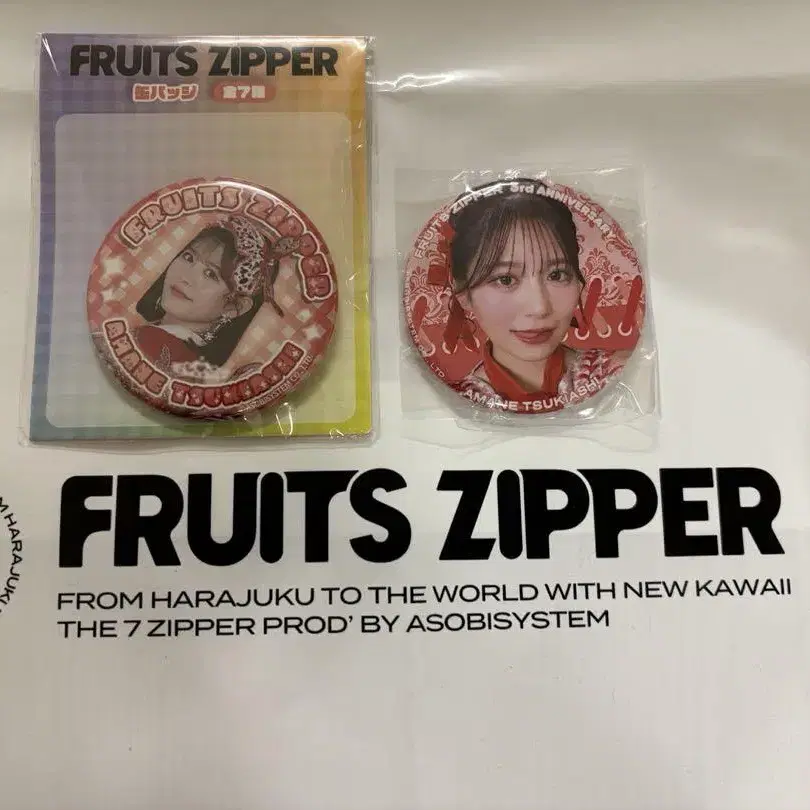 FRUITS ZIPPER
缶バッジ 全7種
FRUITS ZIPPER
AMANE TSUKIASHI
FRUITS ZIPPER 3rd ANNIVERSARY
AMANE TSUKIASHI
FRUITS ZIPPER
FROM HARAJUKU TO THE WORLD WITH NEW KAWAII
THE 7 ZIPPER PROD' BY ASOBISYSTEM
HARAJUKU